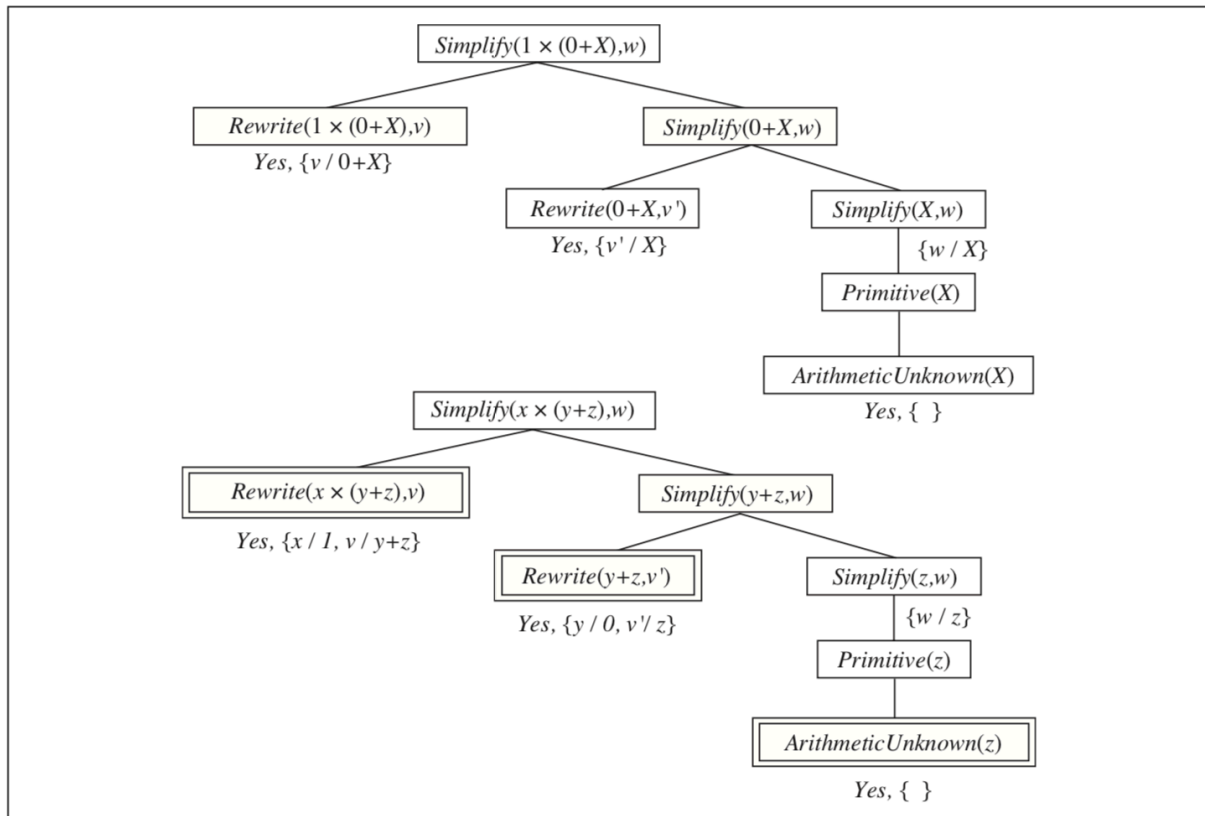 Simplify(1 × (0+X),w)
Rewrite(1 × (0+X),v)
Simplify(0+X,w)
Yes, {v / 0+X}
Rewrite(0+X,v')
Simplify(X,w)
Yes, {v' / X}
{w / X}
Primitive(X)
ArithmeticUnknown(X)
Yes, { }
Simplify(x × (y+z),w)
Rewrite(x × (y+z),v)
Simplify(y+z,w)
Yes, {x / 1, v / y+z}
Rewrite(y+z,v')
Simplify(z,w)
Yes, {y / 0, v'/ z}
{w / z}
Primitive(z)
ArithmeticUnknown(z)
Yes, { }